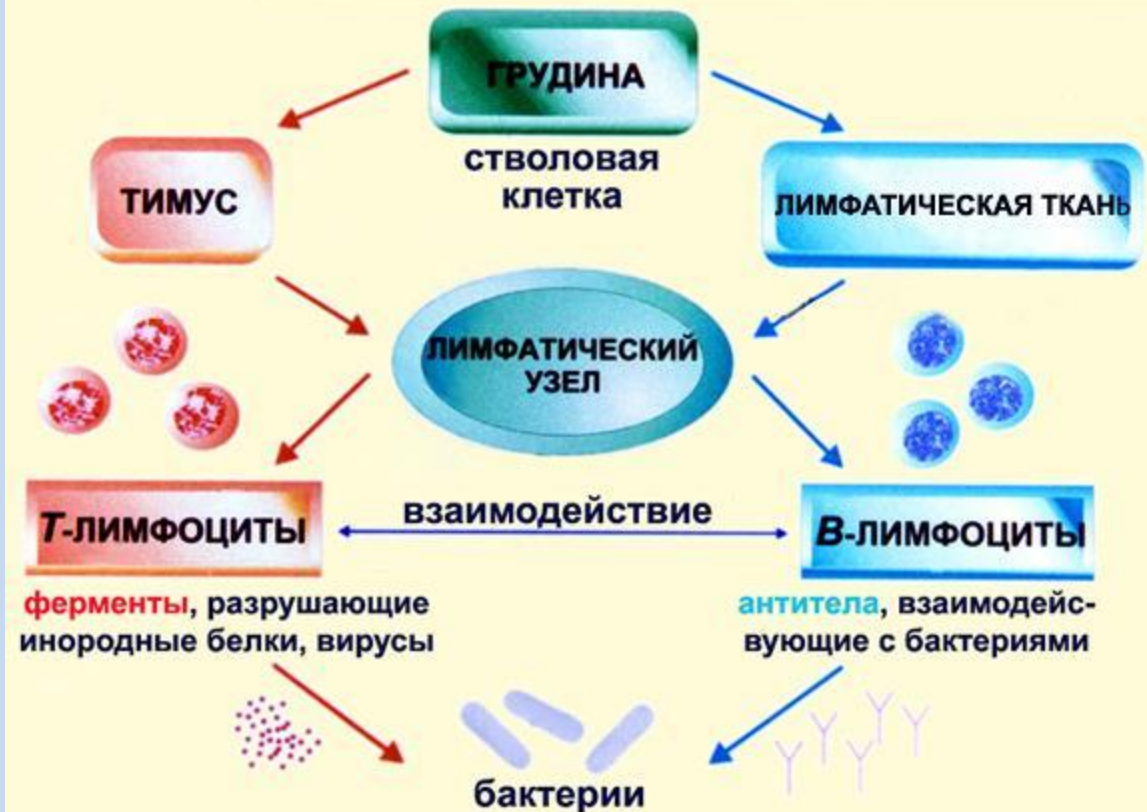 ГРУДИНА
стволовая
клетка
ТИМУС
ЛИМФАТИЧЕСКАЯ ТКАНЬ
ЛИМФАТИЧЕСКИЙ
УЗЕЛ
Т-ЛИМФОЦИТЫ
взаимодействие
В-ЛИМФОЦИТЫ
ферменты, разрушающие
инородные белки, вирусы
антитела, взаимодейс-
вующие с бактериями
бактерии